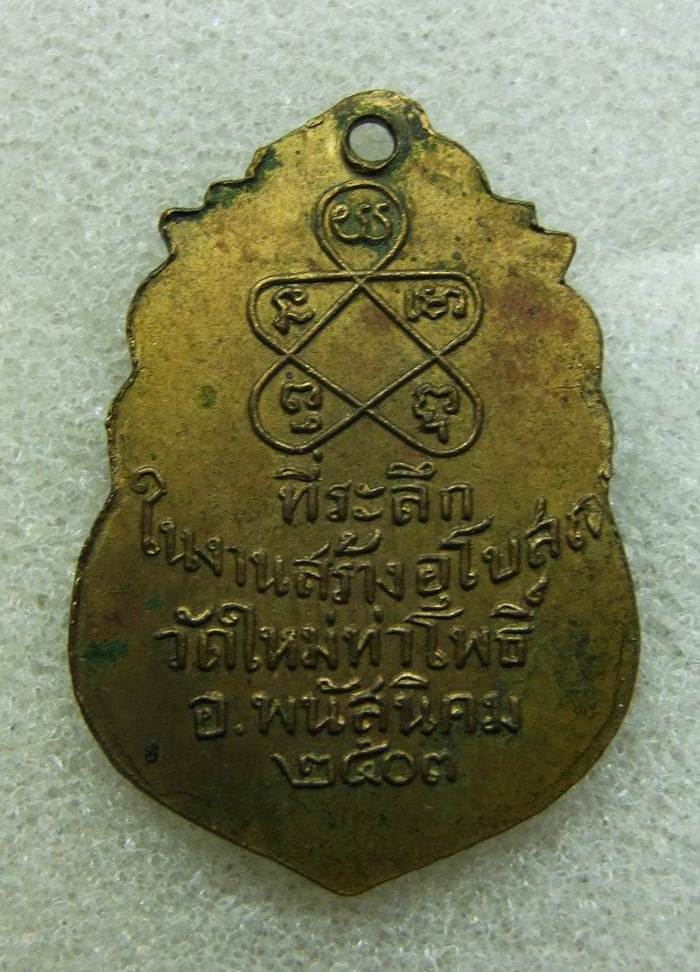 ที่ระลึก
ในงานสร้างอุโบสถ
วัดใหม่ท่าโพธิ์
อ.พนัสนิคม
๒๕๐๓